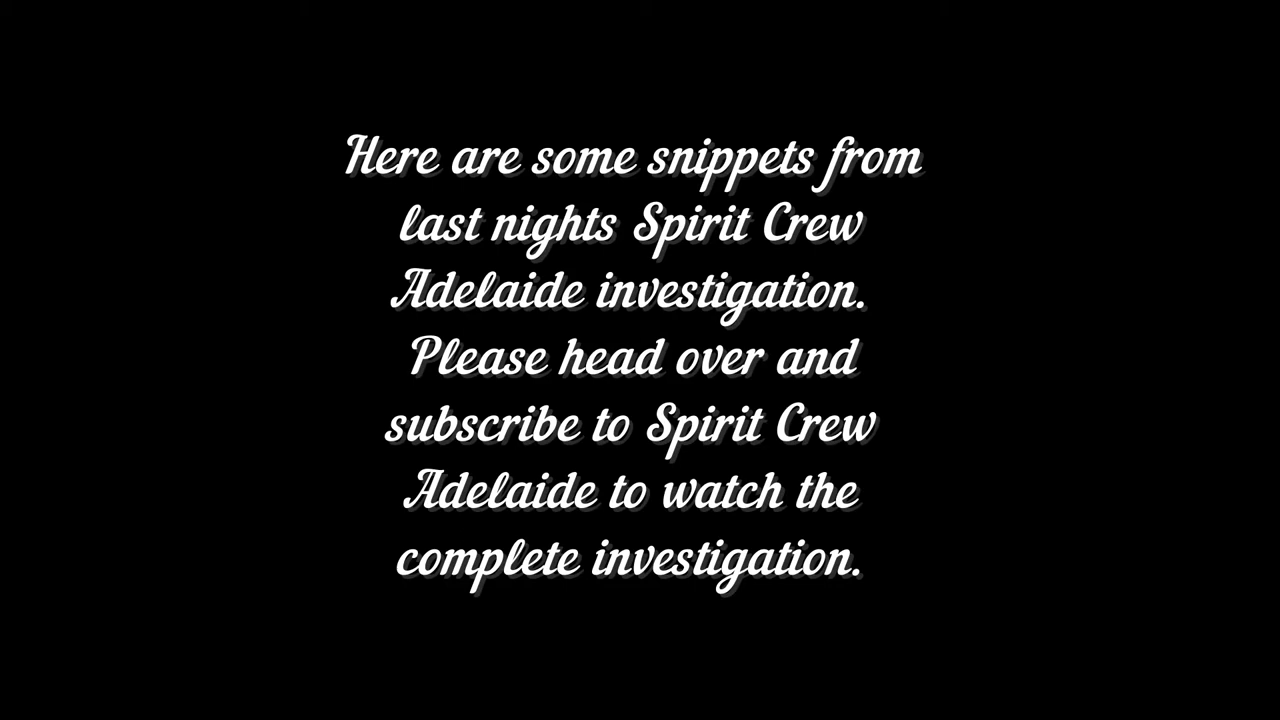 Here are some snippets from
last nights Spirit Crew
Adelaide investigation.
Please head over and
subscribe to Spirit Crew
Adelaide to watch the
complete investigation.